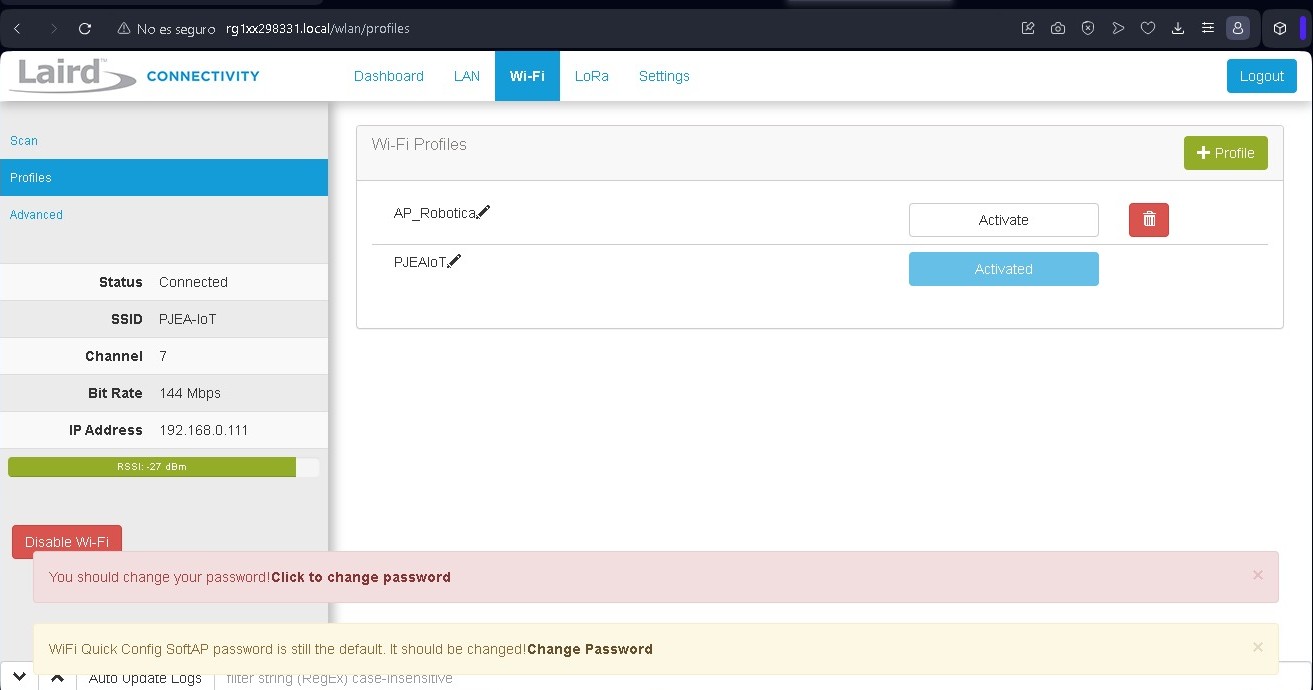 No es seguro rg1xx298331.local/wlan/profiles
Laird™ CONNECTIVITY
Dashboard LAN Wi-Fi LoRa Settings Logout
Scan
Profiles
Advanced
Status Connected
SSID PJEA-IoT
Channel 7
Bit Rate 144 Mbps
IP Address 192.168.0.111
RSSI: -27 dBm
Disable Wi-Fi
Wi-Fi Profiles
+ Profile
AP_Robotica Activate
PJEAIoT Activated
You should change your password!Click to change password ×
WiFi Quick Config SoftAP password is still the default. It should be changed!Change Password ×
Auto Update Logs filter string (RegEx) case-insensitive